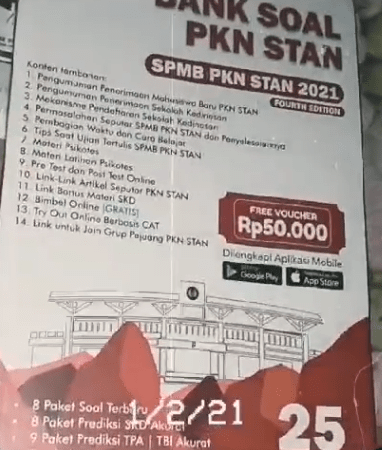 BANK SOAL
PKN STAN
SPMB PKN STAN 2021
FOURTH EDITION
Konten tambahan:
1. Pengumuman Penerimaan Mahasiswa Baru PKN STAN
2. Pengumuman Penerimaan Sekolah Kedinasan
3. Mekanisme Pendaftaran Sekolah Kedinasan
4. Permasalahan Seputar SPMB PKN STAN dan Penyelesaiannya
5. Pembagian Waktu dan Cara Belajar
6. Tips Saat Ujian Tertulis SPMB PKN STAN
7. Materi Psikotes
8. Materi Latihan Psikotes
9. Pre Test dan Post Test Online
10. Link-Link Artikel Seputar PKN STAN
11. Link Bonus Materi SKD
12. Bimbel Online (GRATIS)
13. Try Out Online Berbasis CAT
14. Link untuk Join Grup Pejuang PKN STAN
FREE VOUCHER
Rp50.000
Dilengkapi Aplikasi Mobile
Google Play
App Store
8 Paket Soal Terbaru
8 Paket Prediksi SKD Akurat
9 Paket Prediksi TPA | TBI Akurat
1/2/21
25